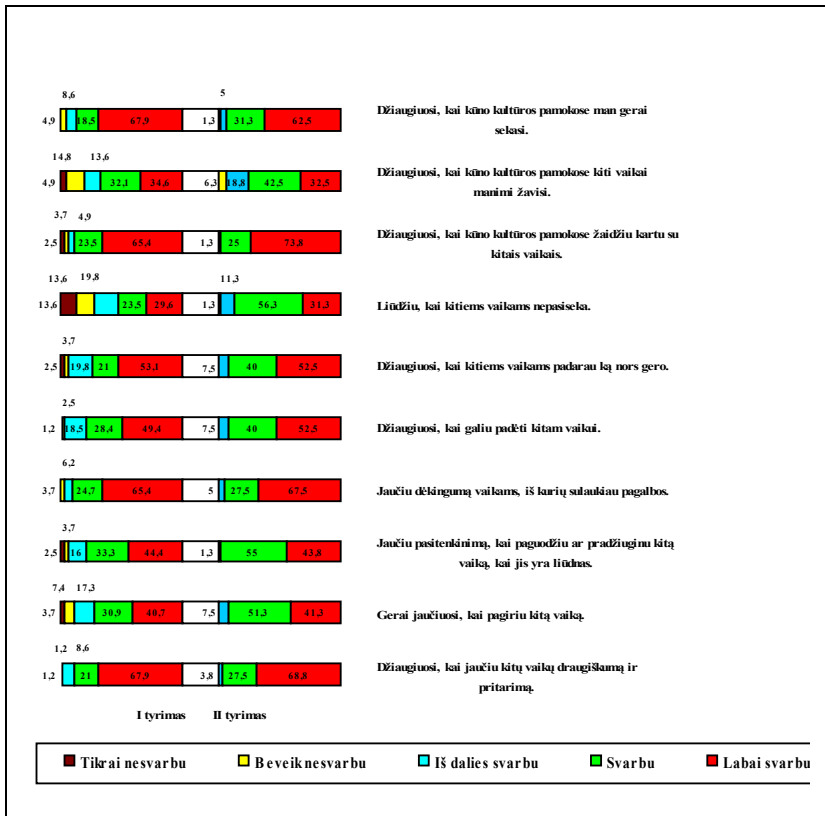 8,6 5
4,9 18,5 67,9 1,3 31,3 62,5
Džiaugiuosi, kai kūno kultūros pamokose man gerai
sekasi.
14,8 13,6
4,9 32,1 34,6 6,3 18,8 42,5 32,5
Džiaugiuosi, kai kūno kultūros pamokose kiti vaikai
manimi žavisi.
3,7 4,9
2,5 23,5 65,4 1,3 25 73,8
Džiaugiuosi, kai kūno kultūros pamokose žaidžiu kartu su
kitais vaikais.
13,6 19,8 11,3
13,6 23,5 29,6 1,3 56,3 31,3
Liūdžiu, kai kitiems vaikams nepasiseka.
3,7
2,5 19,8 21 53,1 7,5 40 52,5
Džiaugiuosi, kai kitiems vaikams padarau ką nors gero.
2,5
1,2 18,5 28,4 49,4 7,5 40 52,5
Džiaugiuosi, kai galiu padėti kitam vaikui.
6,2
3,7 24,7 65,4 5 27,5 67,5
Jaučiu dėkingumą vaikams, iš kurių sulaukiau pagalbos.
3,7
2,5 16 33,3 44,4 1,3 55 43,8
Jaučiu pasitenkinimą, kai paguodžiu ar pradžiuginu kitą
vaiką, kai jis yra liūdnas.
7,4 17,3
3,7 30,9 40,7 7,5 51,3 41,3
Gerai jaučiuosi, kai pagiriu kitą vaiką.
1,2 8,6
1,2 21 67,9 3,8 27,5 68,8
Džiaugiuosi, kai jaučiu kitų vaikų draugiškumą ir
pritarimą.
I tyrimas II tyrimas
Tikrai nesvarbu Beveik nesvarbu Iš dalies svarbu Svarbu Labai svarbu